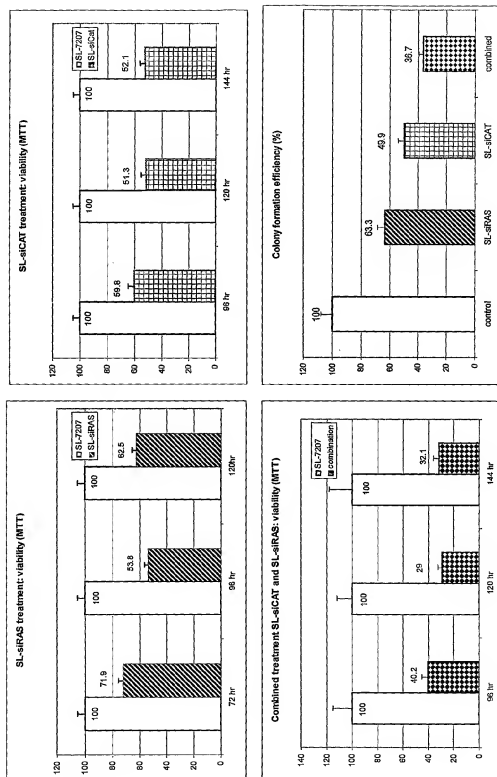 SL-siRAS treatment: viability (MTT)
120
100
80
60
40
20
0
□ SL-7207
SL-siRAS
100
71.9
100
53.8
100
62.5
72 hr
96 hr
120hr
SL-siCAT treatment: viability (MTT)
120
100
80
60
40
20
0
□ SL-7207
SL-siCat
100
59.8
100
51.3
100
52.1
96 hr
120 hr
144 hr
Combined treatment SL-siCAT and SL-siRAS: viability (MTT)
120
100
80
60
40
20
0
□ SL-7207
combination
100
40.2
100
29
100
32.1
96 hr
120 hr
144 hr
Colony formation efficiency (%)
120
100
80
60
40
20
0
100
63.3
49.9
36.7
control
SL-siRAS
SL-siCAT
combined